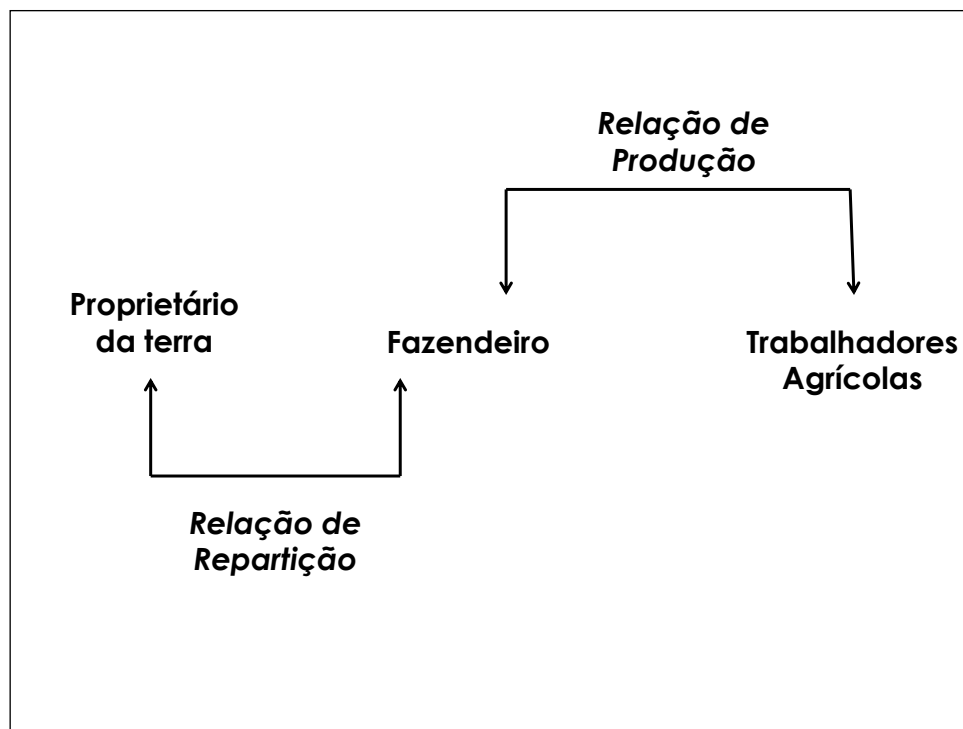 Relação de
Produção
Proprietário
da terra
Fazendeiro
Trabalhadores
Agrícolas
Relação de
Repartição